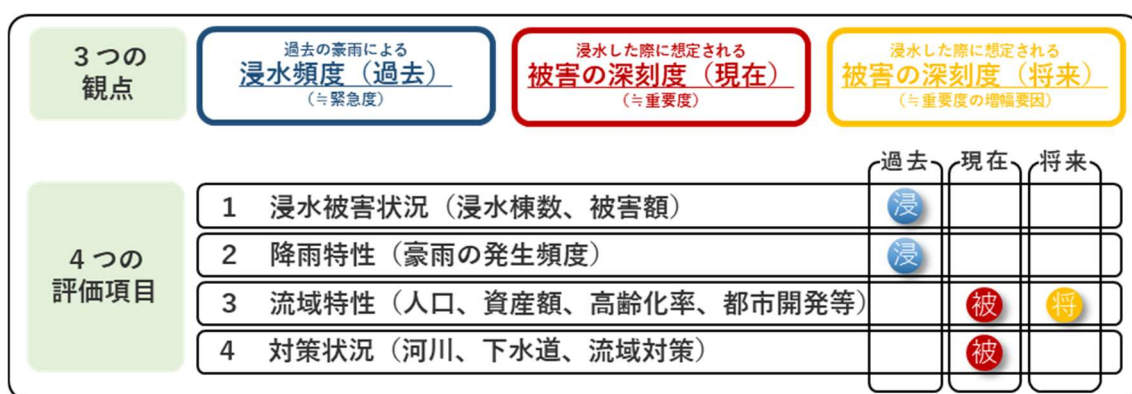 3つの
観点
過去の豪雨による
浸水頻度（過去）
（≒緊急度）
浸水した際に想定される
被害の深刻度（現在）
（≒重要度）
浸水した際に想定される
被害の深刻度（将来）
（≒重要度の増幅要因）
過去 現在 将来
4つの
評価項目
1 浸水被害状況（浸水棟数、被害額） 浸
2 降雨特性（豪雨の発生頻度） 浸
3 流域特性（人口、資産額、高齢化率、都市開発等） 被 将
4 対策状況（河川、下水道、流域対策） 被